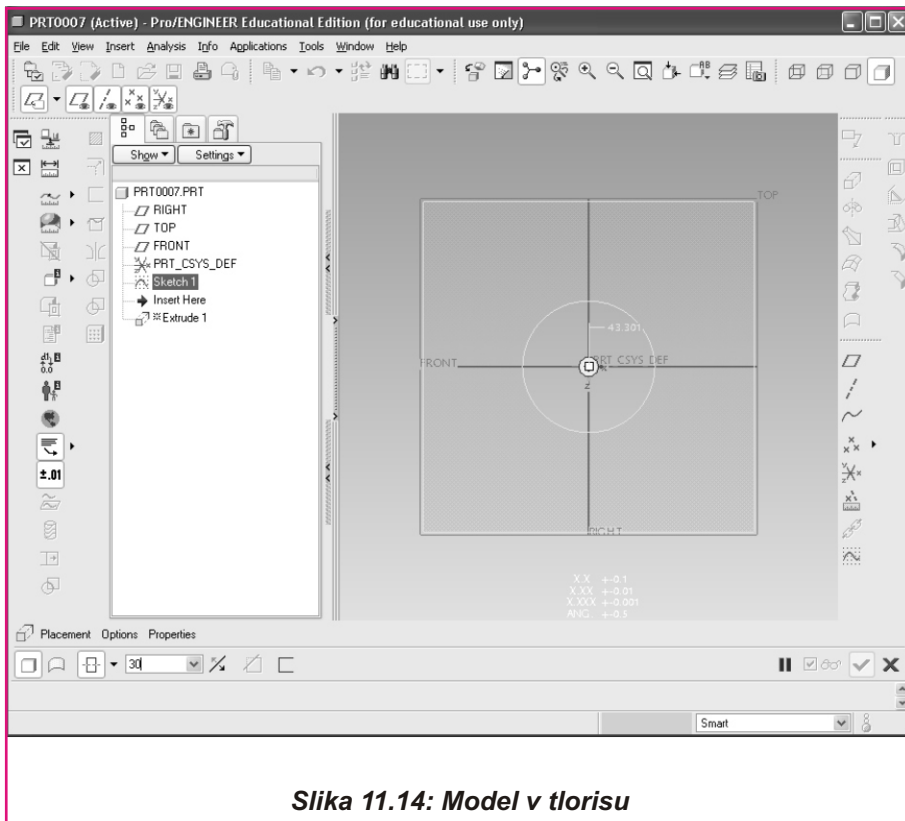 PRT0007 (Active) - Pro/ENGINEER Educational Edition (for educational use only)
File Edit View Insert Analysis Info Applications Tools Window Help
Show Settings
PRT0007.PRT
RIGHT
TOP
FRONT
PRT_CSYS_DEF
Sketch 1
Insert Here
Extrude 1
TOP
43.301
FRONT
PRT_CSYS_DEF
Z
RIGHT
X.X +-0.1
X.XX +-0.01
X.XXX +-0.001
ANG. +-0.5
±.01
Placement Options Properties
30
Smart
Slika 11.14: Model v tlorisu